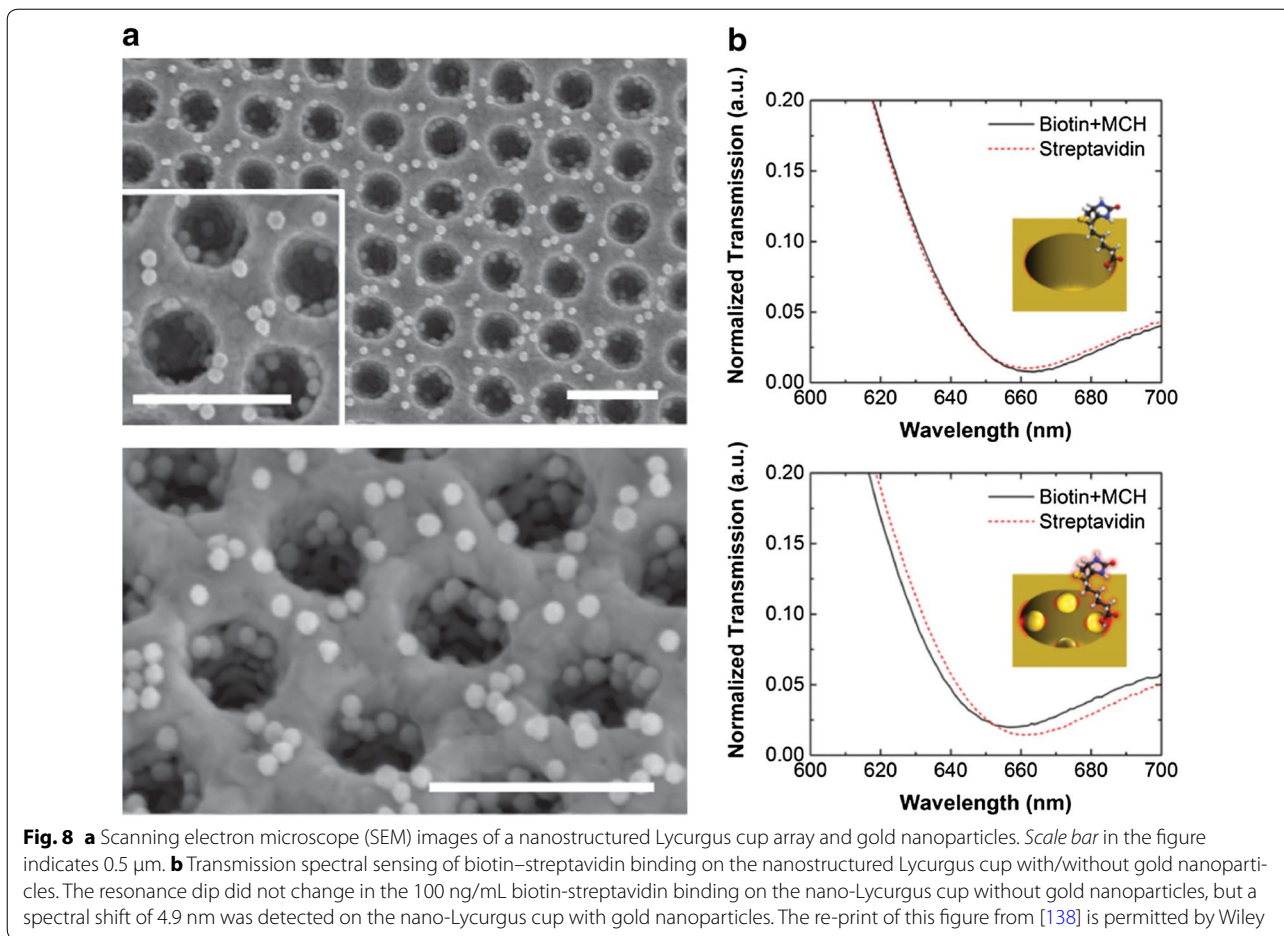 a
b
0.20
0.15
0.10
0.05
0.00
Normalized Transmission (a.u.)
Biotin+MCH
Streptavidin
600 620 640 660 680 700
Wavelength (nm)
0.20
0.15
0.10
0.05
0.00
Normalized Transmission (a.u.)
Biotin+MCH
Streptavidin
600 620 640 660 680 700
Wavelength (nm)
Fig. 8 a Scanning electron microscope (SEM) images of a nanostructured Lycurgus cup array and gold nanoparticles. Scale bar in the figure
indicates 0.5 µm. b Transmission spectral sensing of biotin–streptavidin binding on the nanostructured Lycurgus cup with/without gold nanoparti-
cles. The resonance dip did not change in the 100 ng/mL biotin-streptavidin binding on the nano-Lycurgus cup without gold nanoparticles, but a
spectral shift of 4.9 nm was detected on the nano-Lycurgus cup with gold nanoparticles. The re-print of this figure from [138] is permitted by Wiley